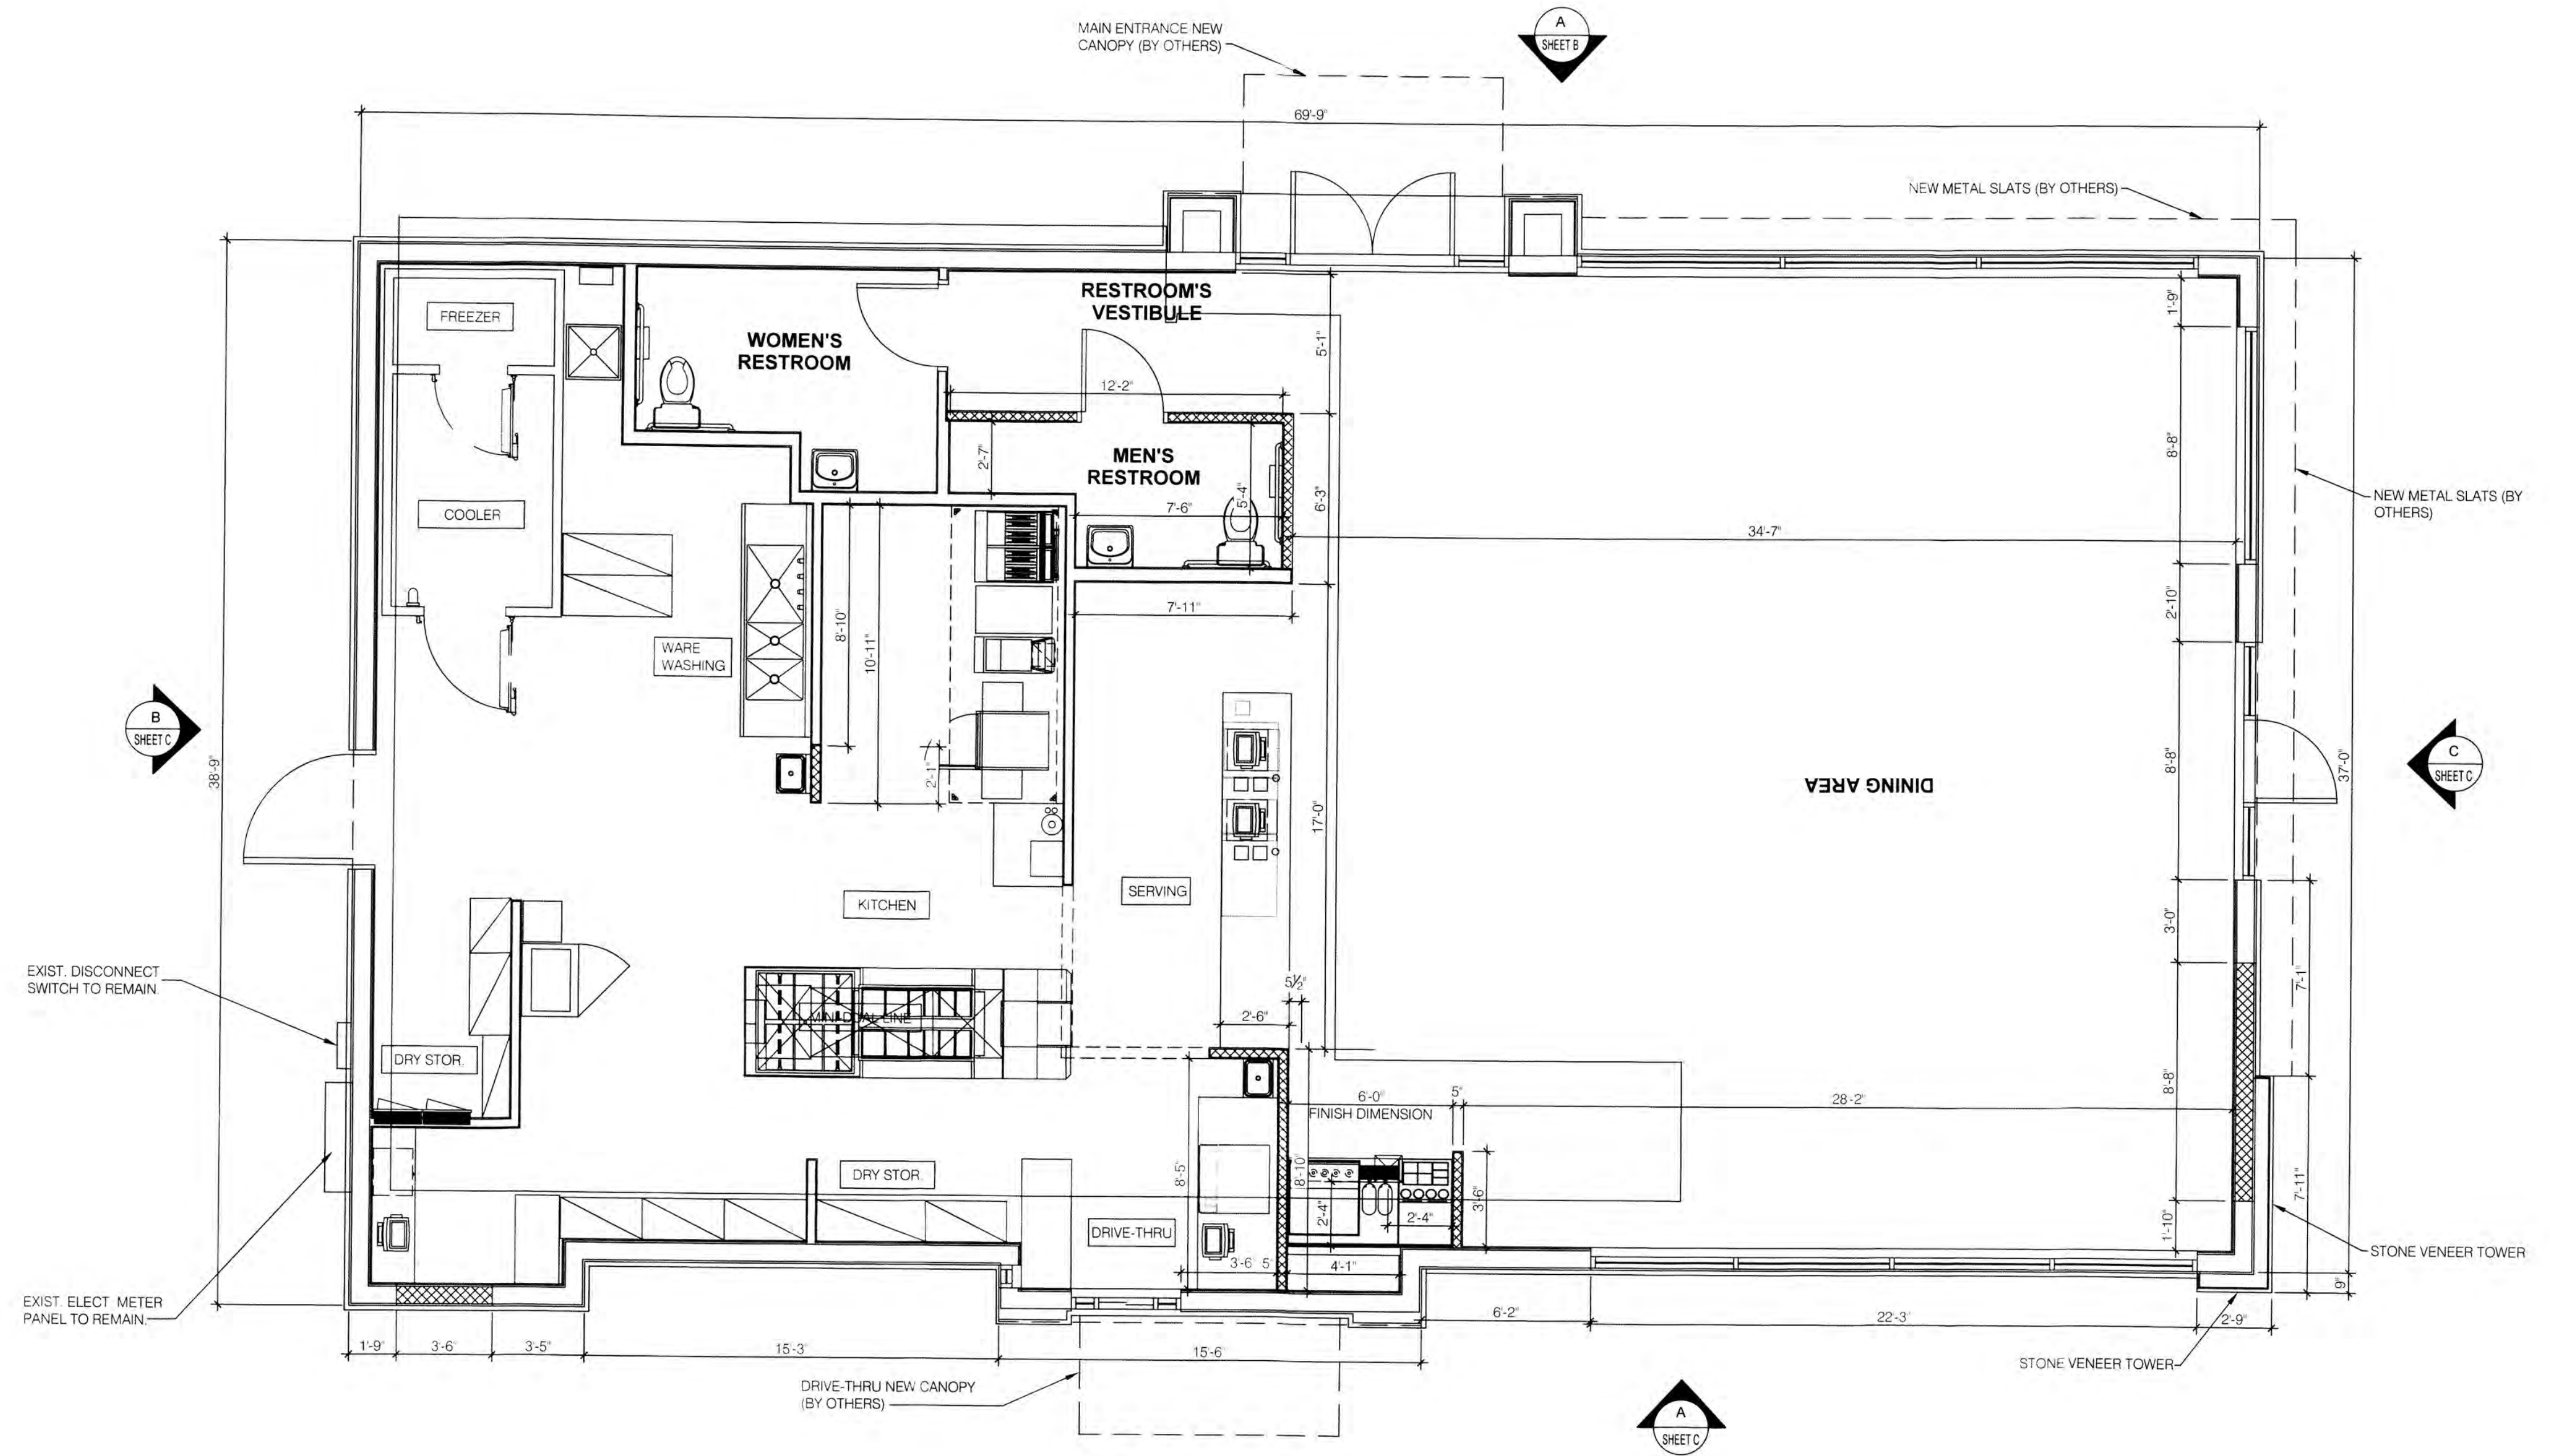 MAIN ENTRANCE NEW
CANOPY (BY OTHERS)
A
SHEET B
69'-9"
NEW METAL SLATS (BY OTHERS)
FREEZER
WOMEN'S
RESTROOM
RESTROOM'S
VESTIBULE
1'-9"
5'-1"
12'-2"
MEN'S
RESTROOM
2'-7"
5'-4"
7'-6"
6'-3"
8'-8"
NEW METAL SLATS (BY
OTHERS)
COOLER
34'-7"
2'-10"
7'-11"
8'-10"
10'-11"
WARE
WASHING
B
SHEET C
38'-9"
2'-1"
17'-0"
DINING AREA
8'-8"
37'-0"
C
SHEET C
KITCHEN
SERVING
3'-0"
EXIST. DISCONNECT
SWITCH TO REMAIN.
MINI DUAL LINE
5½"
2'-6"
7'-1"
DRY STOR.
6'-0"
FINISH DIMENSION
5"
28'-2"
8'-8"
DRY STOR.
8'-5"
8'-10"
2'-4"
2'-4"
3'-6"
7'-11"
1'-10"
DRIVE-THRU
3'-6
5'
4'-1"
STONE VENEER TOWER
9"
EXIST. ELECT METER
PANEL TO REMAIN.
1'-9"
3'-6"
3'-5"
15'-3"
15'-6"
6'-2"
22'-3"
2'-9"
DRIVE-THRU NEW CANOPY
(BY OTHERS)
STONE VENEER TOWER
A
SHEET C